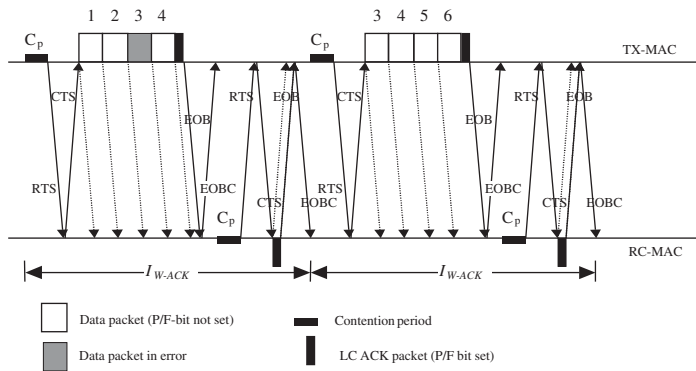 1 2 3 4 3 4 5 6
C_p C_p TX-MAC
CTS RTS EOB CTS RTS EOB
EOB EOB
RTS EOBC CTS EOBC RTS EOBC CTS EOBC
C_p C_p
RC-MAC
I_W-ACK I_W-ACK
Data packet (P/F-bit not set) Contention period
Data packet in error LC ACK packet (P/F bit set)